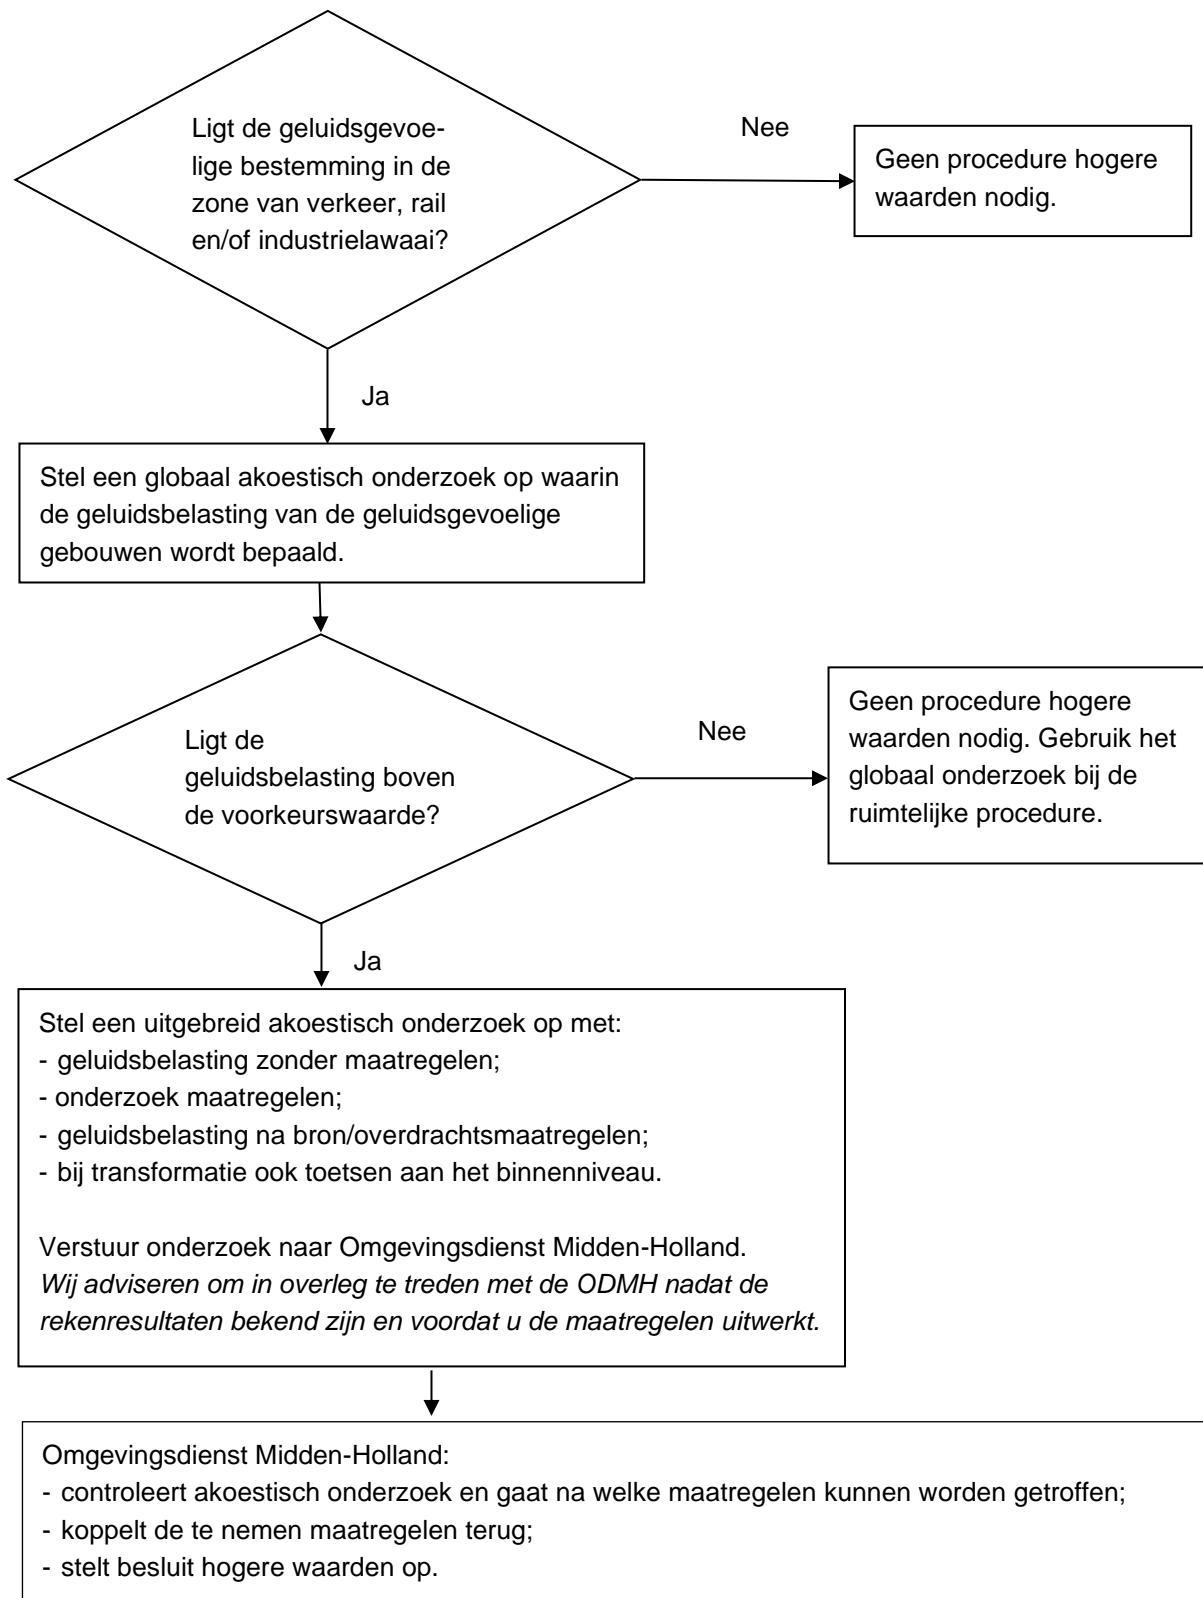 Ligt de geluidsgevoe-
lige bestemming in de
zone van verkeer, rail
en/of industrielawaai?
Nee
Geen procedure hogere
waarden nodig.
Ja
Stel een globaal akoestisch onderzoek op waarin
de geluidsbelasting van de geluidsgevoelige
gebouwen wordt bepaald.
Ligt de
geluidsbelasting boven
de voorkeurswaarde?
Nee
Geen procedure hogere
waarden nodig. Gebruik het
globaal onderzoek bij de
ruimtelijke procedure.
Ja
Stel een uitgebreid akoestisch onderzoek op met:
- geluidsbelasting zonder maatregelen;
- onderzoek maatregelen;
- geluidsbelasting na bron/overdrachtsmaatregelen;
- bij transformatie ook toetsen aan het binnenniveau.
Verstuur onderzoek naar Omgevingsdienst Midden-Holland.
Wij adviseren om in overleg te treden met de ODMH nadat de
rekenresultaten bekend zijn en voordat u de maatregelen uitwerkt.
Omgevingsdienst Midden-Holland:
- controleert akoestisch onderzoek en gaat na welke maatregelen kunnen worden getroffen;
- koppelt de te nemen maatregelen terug;
- stelt besluit hogere waarden op.